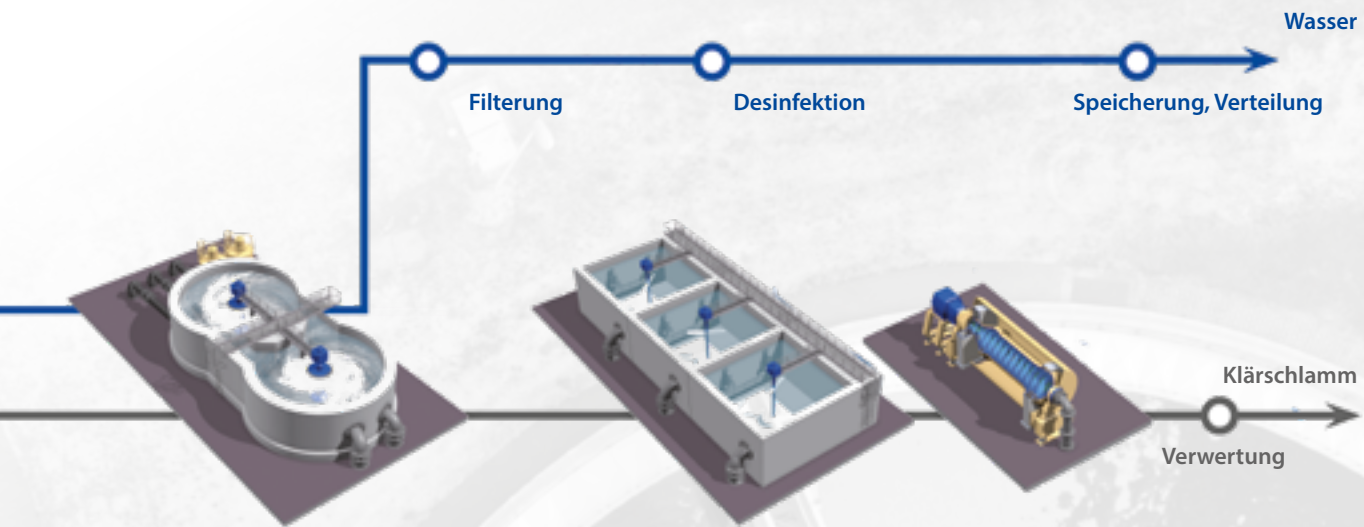 Wasser
Filterung
Desinfektion
Speicherung, Verteilung
Klärschlamm
Verwertung